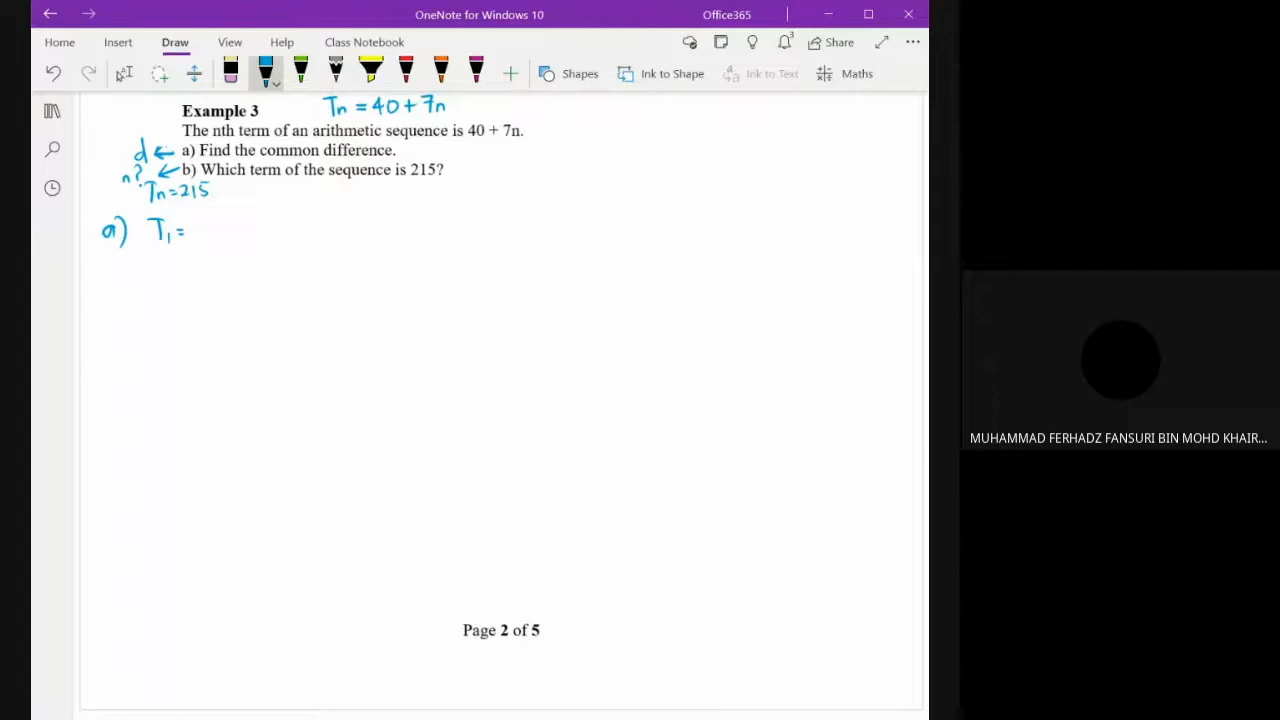 OneNote for Windows 10
Office365
Home Insert Draw View Help Class Notebook
3
Share
Shapes
Ink to Shape
Ink to Text
Maths
Example 3 Tn = 40 + 7n
The nth term of an arithmetic sequence is 40 + 7n.
d ← a) Find the common difference.
n? ← b) Which term of the sequence is 215?
Tn = 215
a) T1 =
MUHAMMAD FERHADZ FANSURI BIN MOHD KHAIR...
Page 2 of 5